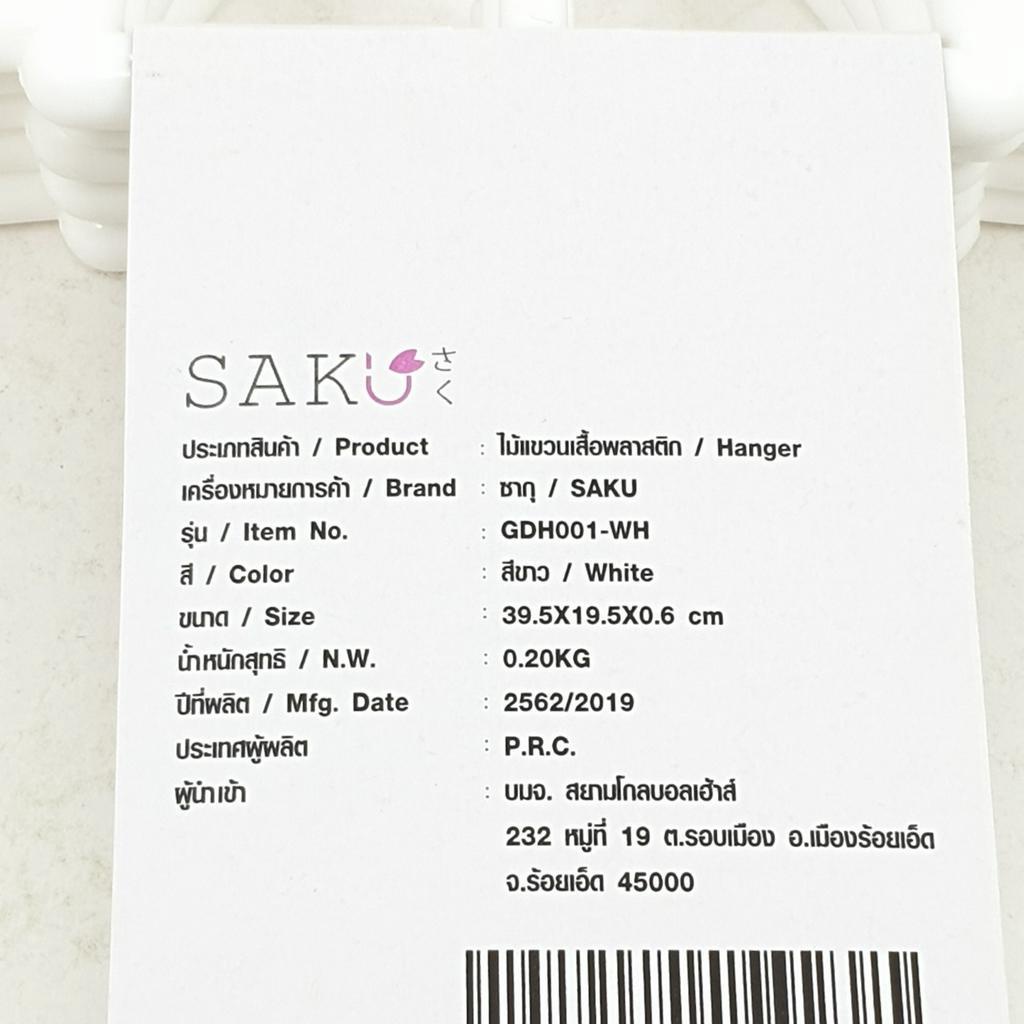 SAKU さく
ประเภทสินค้า / Product : ไม้แขวนเสื้อพลาสติก / Hanger
เครื่องหมายการค้า / Brand : ซากุ / SAKU
รุ่น / Item No. : GDH001-WH
สี / Color : สีขาว / White
ขนาด / Size : 39.5X19.5X0.6 cm
น้ำหนักสุทธิ / N.W. : 0.20KG
ปีที่ผลิต / Mfg. Date : 2562/2019
ประเทศผู้ผลิต : P.R.C.
ผู้นำเข้า : บมจ. สยามโกลบอลเฮ้าส์
232 หมู่ที่ 19 ต.รอบเมือง อ.เมืองร้อยเอ็ด
จ.ร้อยเอ็ด 45000